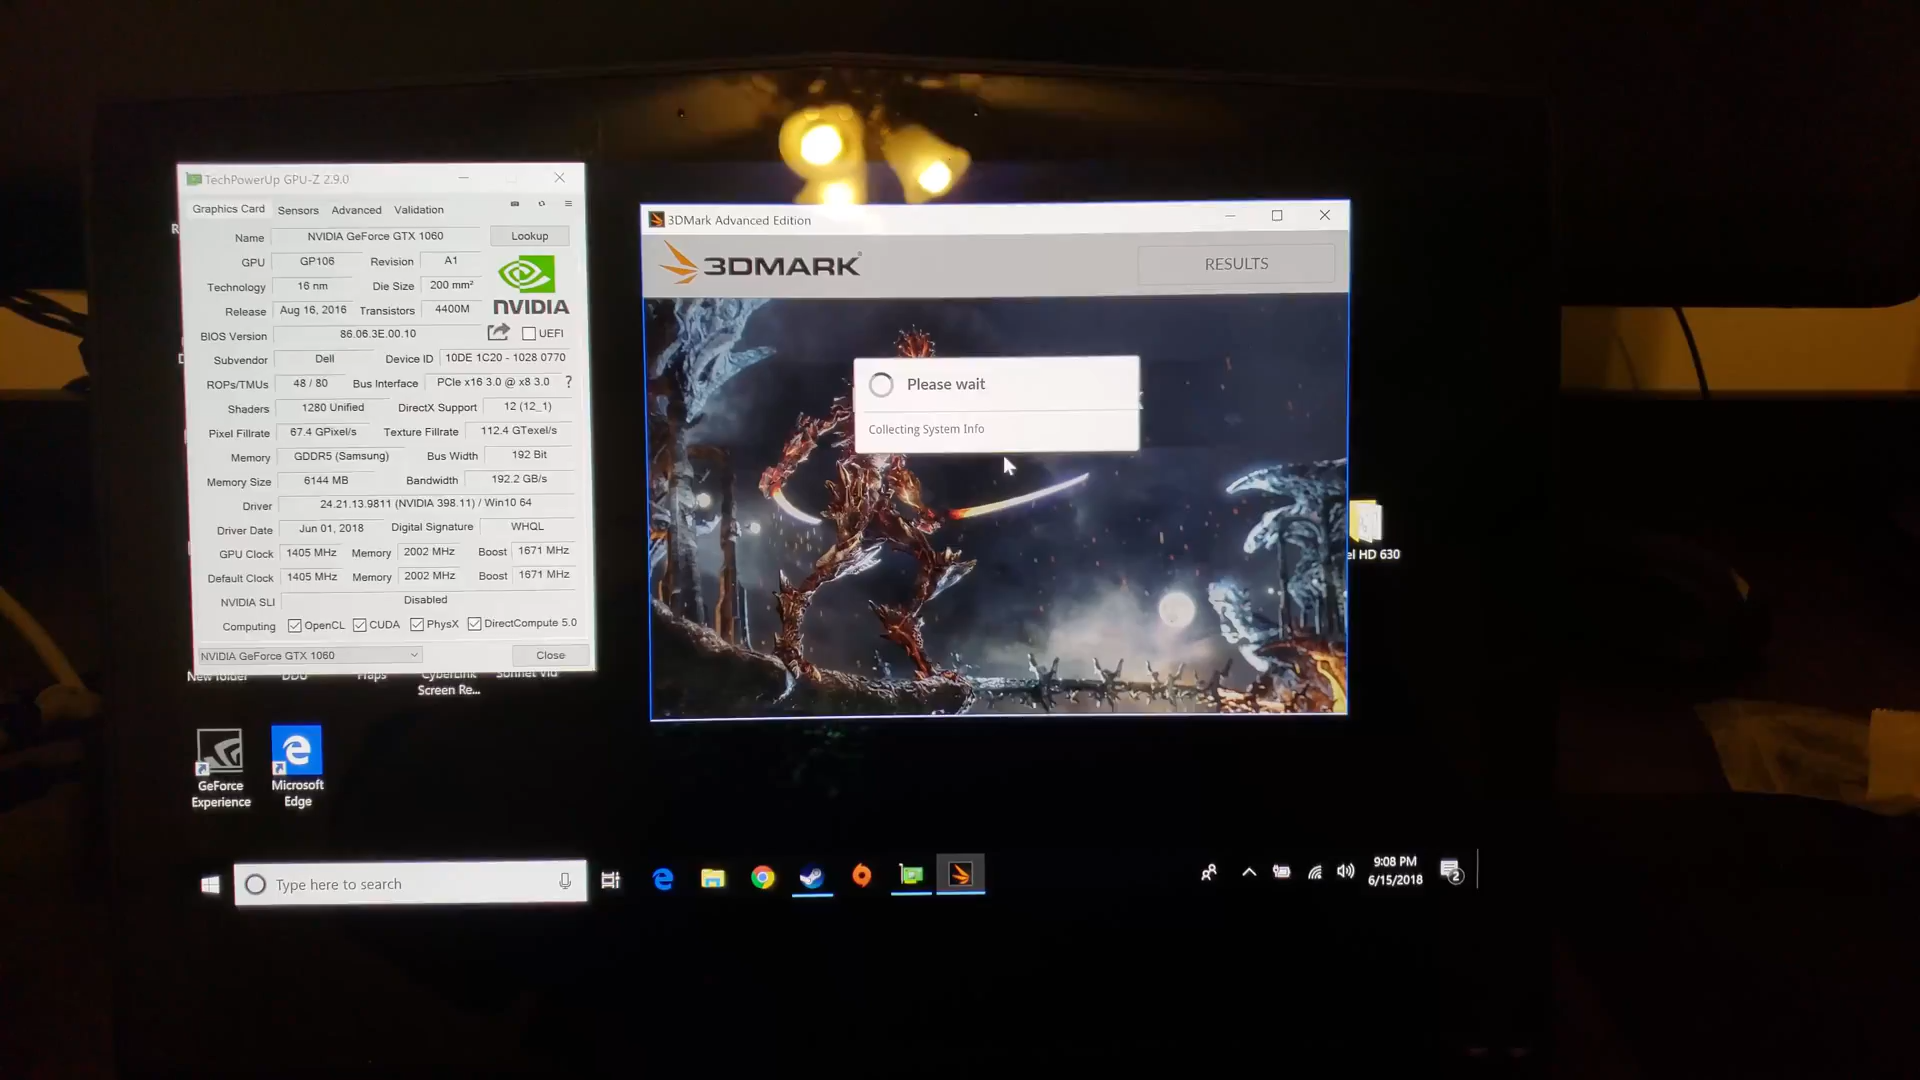 TechPowerUp GPU-Z 2.9.0
Graphics Card Sensors Advanced Validation
Name NVIDIA GeForce GTX 1060 Lookup
GPU GP106 Revision A1
Technology 16 nm Die Size 200 mm²
Release Aug 16, 2016 Transistors 4400M
NVIDIA
BIOS Version 86.06.3E.00.10 UEFI
Subvendor Dell Device ID 10DE 1C20 - 1028 0770
ROPs/TMUs 48 / 80 Bus Interface PCIe x16 3.0 @ x8 3.0 ?
Shaders 1280 Unified DirectX Support 12 (12_1)
Pixel Fillrate 67.4 GPixel/s Texture Fillrate 112.4 GTexel/s
Memory GDDR5 (Samsung) Bus Width 192 Bit
Memory Size 6144 MB Bandwidth 192.2 GB/s
Driver 24.21.13.9811 (NVIDIA 398.11) / Win10 64
Driver Date Jun 01, 2018 Digital Signature WHQL
GPU Clock 1405 MHz Memory 2002 MHz Boost 1671 MHz
Default Clock 1405 MHz Memory 2002 MHz Boost 1671 MHz
NVIDIA SLI Disabled
Computing OpenCL CUDA PhysX DirectCompute 5.0
NVIDIA GeForce GTX 1060 Close
3DMark Advanced Edition
3DMARK RESULTS
Please wait
Collecting System Info
el HD 630
New folder DDU Fraps CyberLink
Screen Re...
GeForce
Experience
Microsoft
Edge
Type here to search
9:08 PM
6/15/2018
2